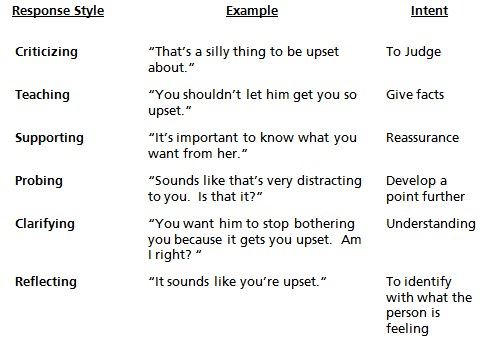 Response Style Example Intent
Criticizing “That’s a silly thing to be upset To Judge
about.”
Teaching “You shouldn’t let him get you so Give facts
upset.”
Supporting “It’s important to know what you Reassurance
want from her.”
Probing “Sounds like that’s very distracting Develop a
to you. Is that it?” point further
Clarifying “You want him to stop bothering Understanding
you because it gets you upset. Am
I right? “
Reflecting “It sounds like you’re upset.” To identify
with what the
person is
feeling